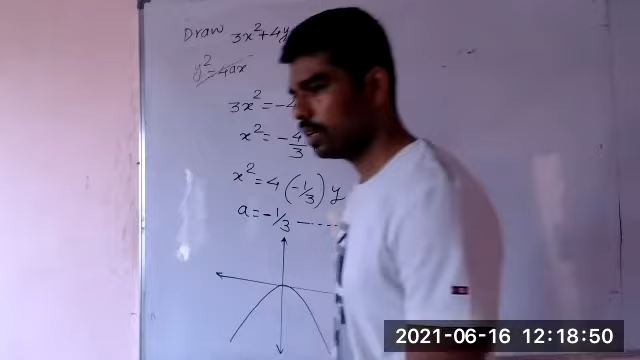 Draw 3x²+4y
y²=4ax
3x²=-4
x²=-4/3
x²=4(-1/3)y
a=-1/3 -----
2021-06-16 12:18:50